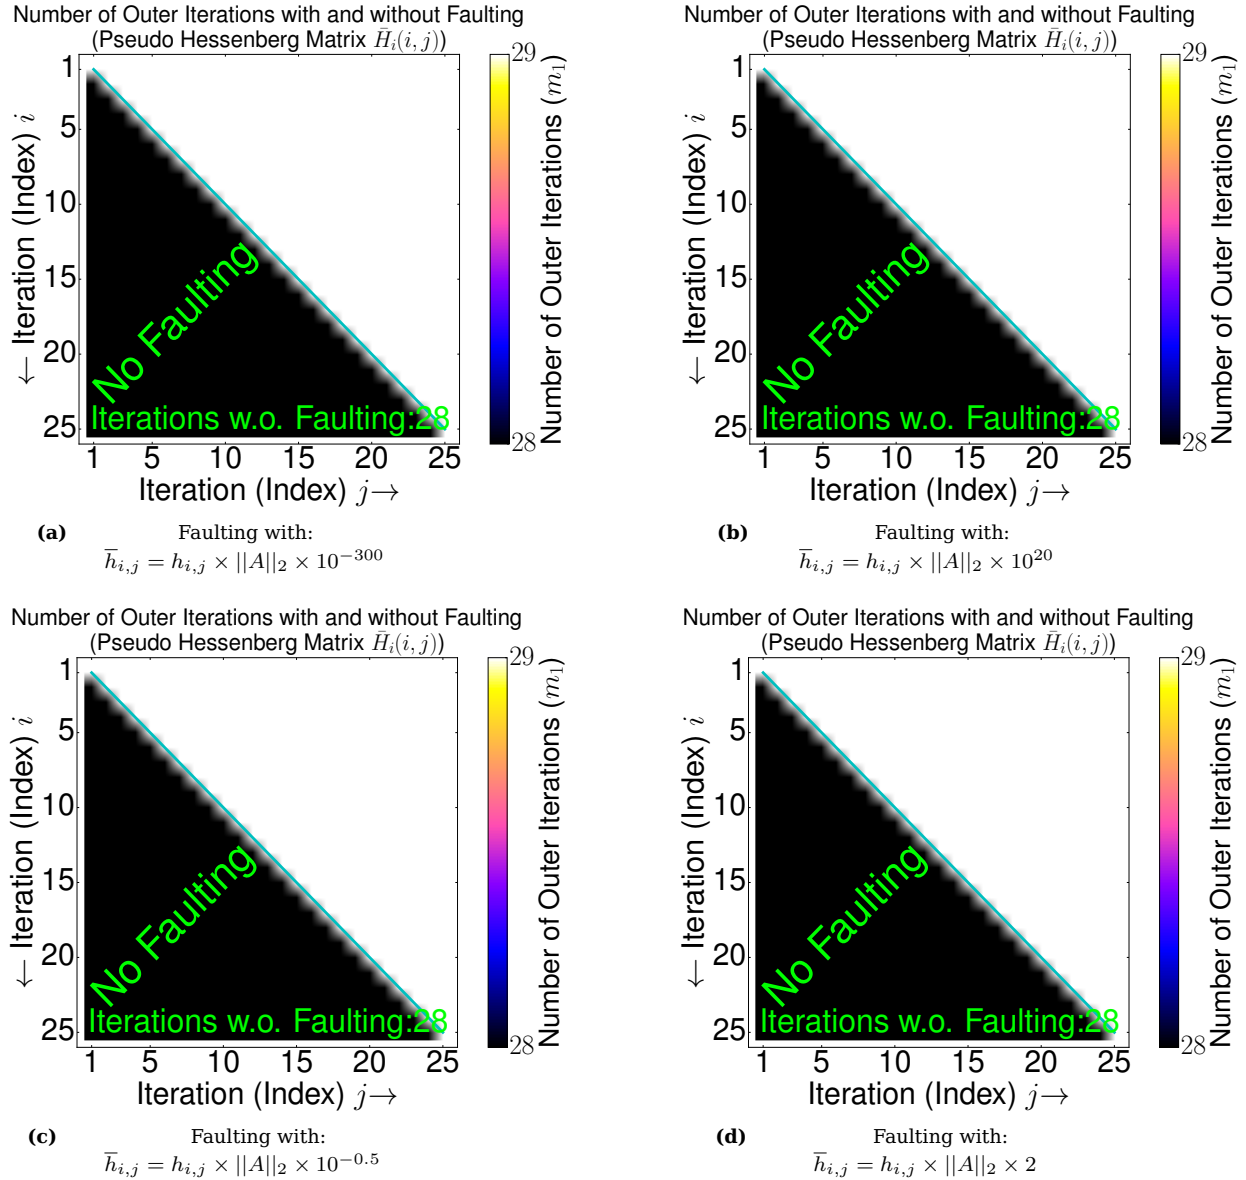 Number of Outer Iterations with and without Faulting
(Pseudo Hessenberg Matrix H̄ᵢ(i, j))
1
5
10
15
20
25
← Iteration (Index) i
No Faulting
Iterations w.o. Faulting:28
1 5 10 15 20 25
Iteration (Index) j→
29
28
Number of Outer Iterations (m₁)
(a) Faulting with:
h̅ᵢ,ⱼ = hᵢ,ⱼ × ||A||₂ × 10⁻³⁰⁰
Number of Outer Iterations with and without Faulting
(Pseudo Hessenberg Matrix H̄ᵢ(i, j))
1
5
10
15
20
25
← Iteration (Index) i
No Faulting
Iterations w.o. Faulting:28
1 5 10 15 20 25
Iteration (Index) j→
29
28
Number of Outer Iterations (m₁)
(b) Faulting with:
h̅ᵢ,ⱼ = hᵢ,ⱼ × ||A||₂ × 10²⁰
Number of Outer Iterations with and without Faulting
(Pseudo Hessenberg Matrix H̄ᵢ(i, j))
1
5
10
15
20
25
← Iteration (Index) i
No Faulting
Iterations w.o. Faulting:28
1 5 10 15 20 25
Iteration (Index) j→
29
28
Number of Outer Iterations (m₁)
(c) Faulting with:
h̅ᵢ,ⱼ = hᵢ,ⱼ × ||A||₂ × 10⁻⁰·⁵
Number of Outer Iterations with and without Faulting
(Pseudo Hessenberg Matrix H̄ᵢ(i, j))
1
5
10
15
20
25
← Iteration (Index) i
No Faulting
Iterations w.o. Faulting:28
1 5 10 15 20 25
Iteration (Index) j→
29
28
Number of Outer Iterations (m₁)
(d) Faulting with:
h̅ᵢ,ⱼ = hᵢ,ⱼ × ||A||₂ × 2